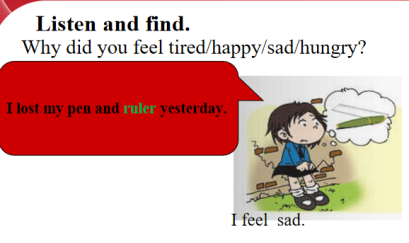 Listen and find.
Why did you feel tired/happy/sad/hungry?
I lost my pen and ruler yesterday.
I feel  sad.